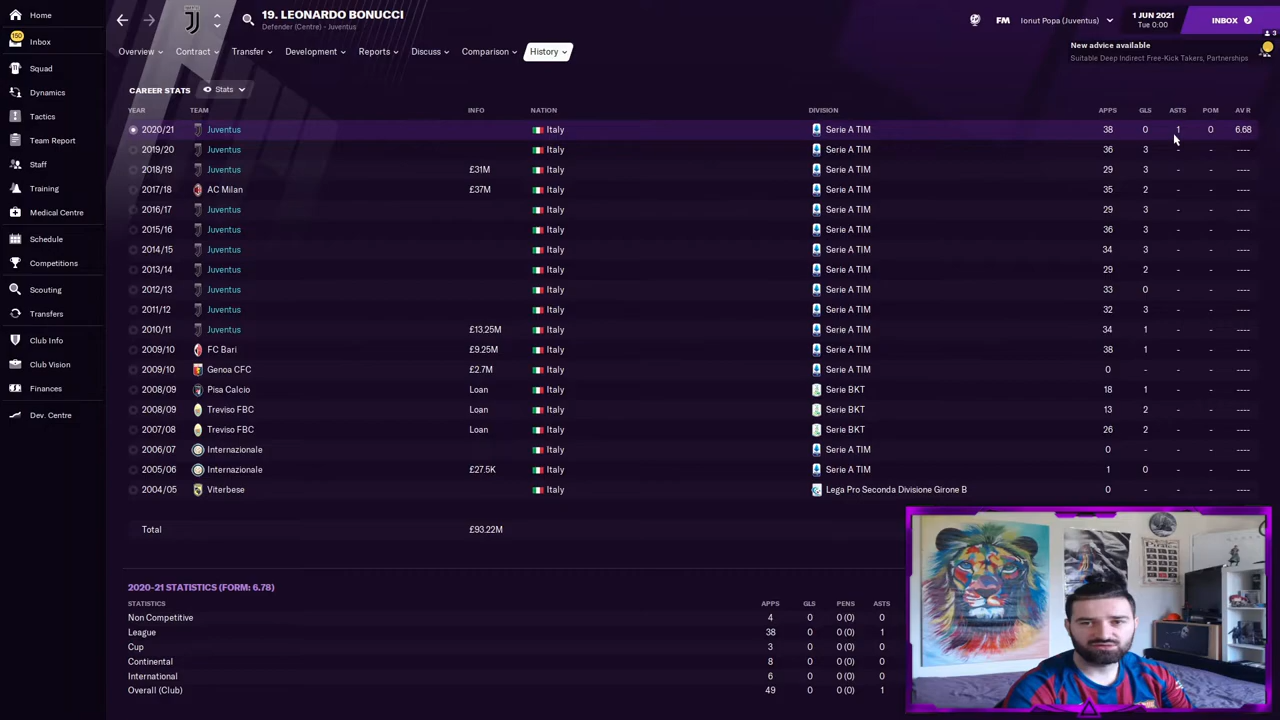 Home
150
Inbox
Squad
Dynamics
Tactics
Team Report
Staff
Training
Medical Centre
Schedule
Competitions
Scouting
Transfers
Club Info
Club Vision
Finances
Dev. Centre
19. LEONARDO BONUCCI
Defender (Centre) - Juventus
FM
Ionut Popa (Juventus)
1 JUN 2021
Tue 0:00
INBOX
3
New advice available
Suitable Deep Indirect Free-Kick Takers, Partnerships
Overview Contract Transfer Development Reports Discuss Comparison History
CAREER STATS Stats
YEAR TEAM INFO NATION DIVISION APPS GLS ASTS POM AV R
2020/21 Juventus Italy Serie A TIM 38 0 1 0 6.68
2019/20 Juventus Italy Serie A TIM 36 3 - - ----
2018/19 Juventus £31M Italy Serie A TIM 29 3 - - ----
2017/18 AC Milan £37M Italy Serie A TIM 35 2 - - ----
2016/17 Juventus Italy Serie A TIM 29 3 - - ----
2015/16 Juventus Italy Serie A TIM 36 3 - - ----
2014/15 Juventus Italy Serie A TIM 34 3 - - ----
2013/14 Juventus Italy Serie A TIM 29 2 - - ----
2012/13 Juventus Italy Serie A TIM 33 0 - - ----
2011/12 Juventus Italy Serie A TIM 32 3 - - ----
2010/11 Juventus £13.25M Italy Serie A TIM 34 1 - - ----
2009/10 FC Bari £9.25M Italy Serie A TIM 38 1 - - ----
2009/10 Genoa CFC £2.7M Italy Serie A TIM 0 - - - ----
2008/09 Pisa Calcio Loan Italy Serie BKT 18 1 - - ----
2008/09 Treviso FBC Loan Italy Serie BKT 13 2 - - ----
2007/08 Treviso FBC Loan Italy Serie BKT 26 2 - - ----
2006/07 Internazionale Italy Serie A TIM 0 - - - ----
2005/06 Internazionale £27.5K Italy Serie A TIM 1 0 - - ----
2004/05 Viterbese Italy Lega Pro Seconda Divisione Girone B 0 - - - ----
Total £93.22M
2020-21 STATISTICS (FORM: 6.78)
STATISTICS APPS GLS PENS ASTS
Non Competitive 4 0 0 (0) 0
League 38 0 0 (0) 1
Cup 3 0 0 (0) 0
Continental 8 0 0 (0) 0
International 6 0 0 (0) 0
Overall (Club) 49 0 0 (0) 1